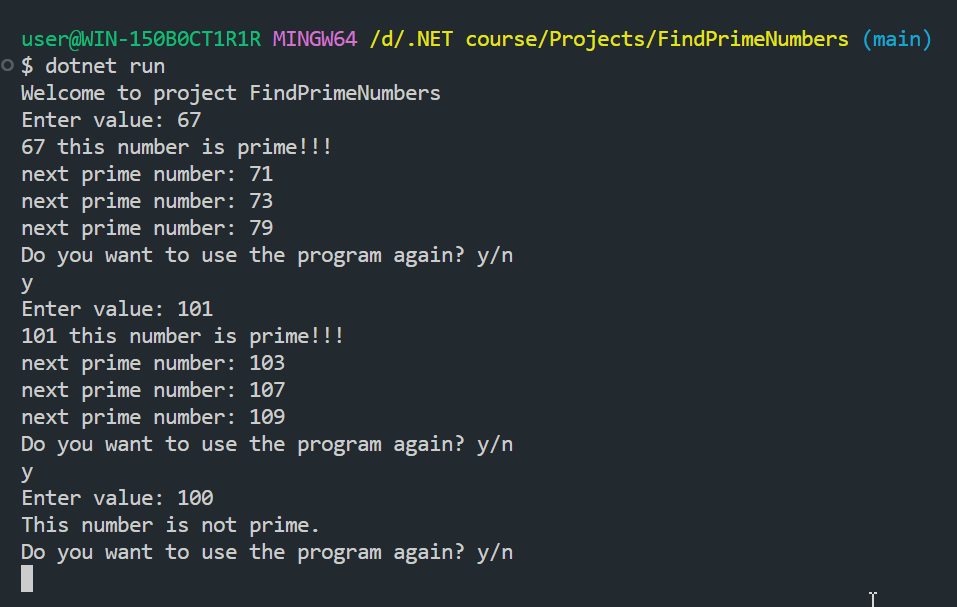 user@WIN-150B0CT1R1R MINGW64 /d/.NET course/Projects/FindPrimeNumbers (main)
$ dotnet run
Welcome to project FindPrimeNumbers
Enter value: 67
67 this number is prime!!!
next prime number: 71
next prime number: 73
next prime number: 79
Do you want to use the program again? y/n
y
Enter value: 101
101 this number is prime!!!
next prime number: 103
next prime number: 107
next prime number: 109
Do you want to use the program again? y/n
y
Enter value: 100
This number is not prime.
Do you want to use the program again? y/n